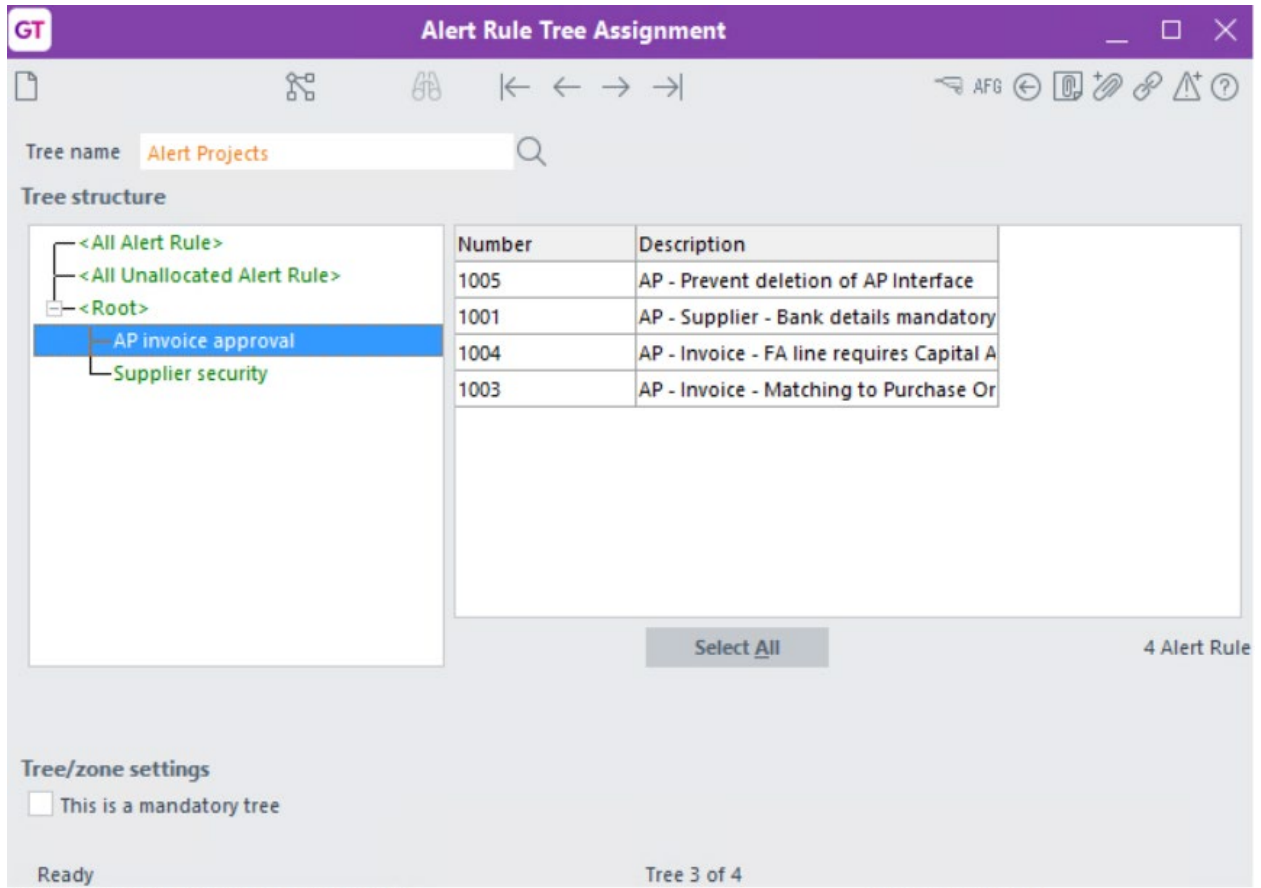 GT Alert Rule Tree Assignment
AFG
Tree name Alert Projects
Tree structure
<All Alert Rule>
<All Unallocated Alert Rule>
<Root>
AP invoice approval
Supplier security
Number Description
1005 AP - Prevent deletion of AP Interface
1001 AP - Supplier - Bank details mandatory
1004 AP - Invoice - FA line requires Capital A
1003 AP - Invoice - Matching to Purchase Or
Select All 4 Alert Rule
Tree/zone settings
This is a mandatory tree
Ready Tree 3 of 4